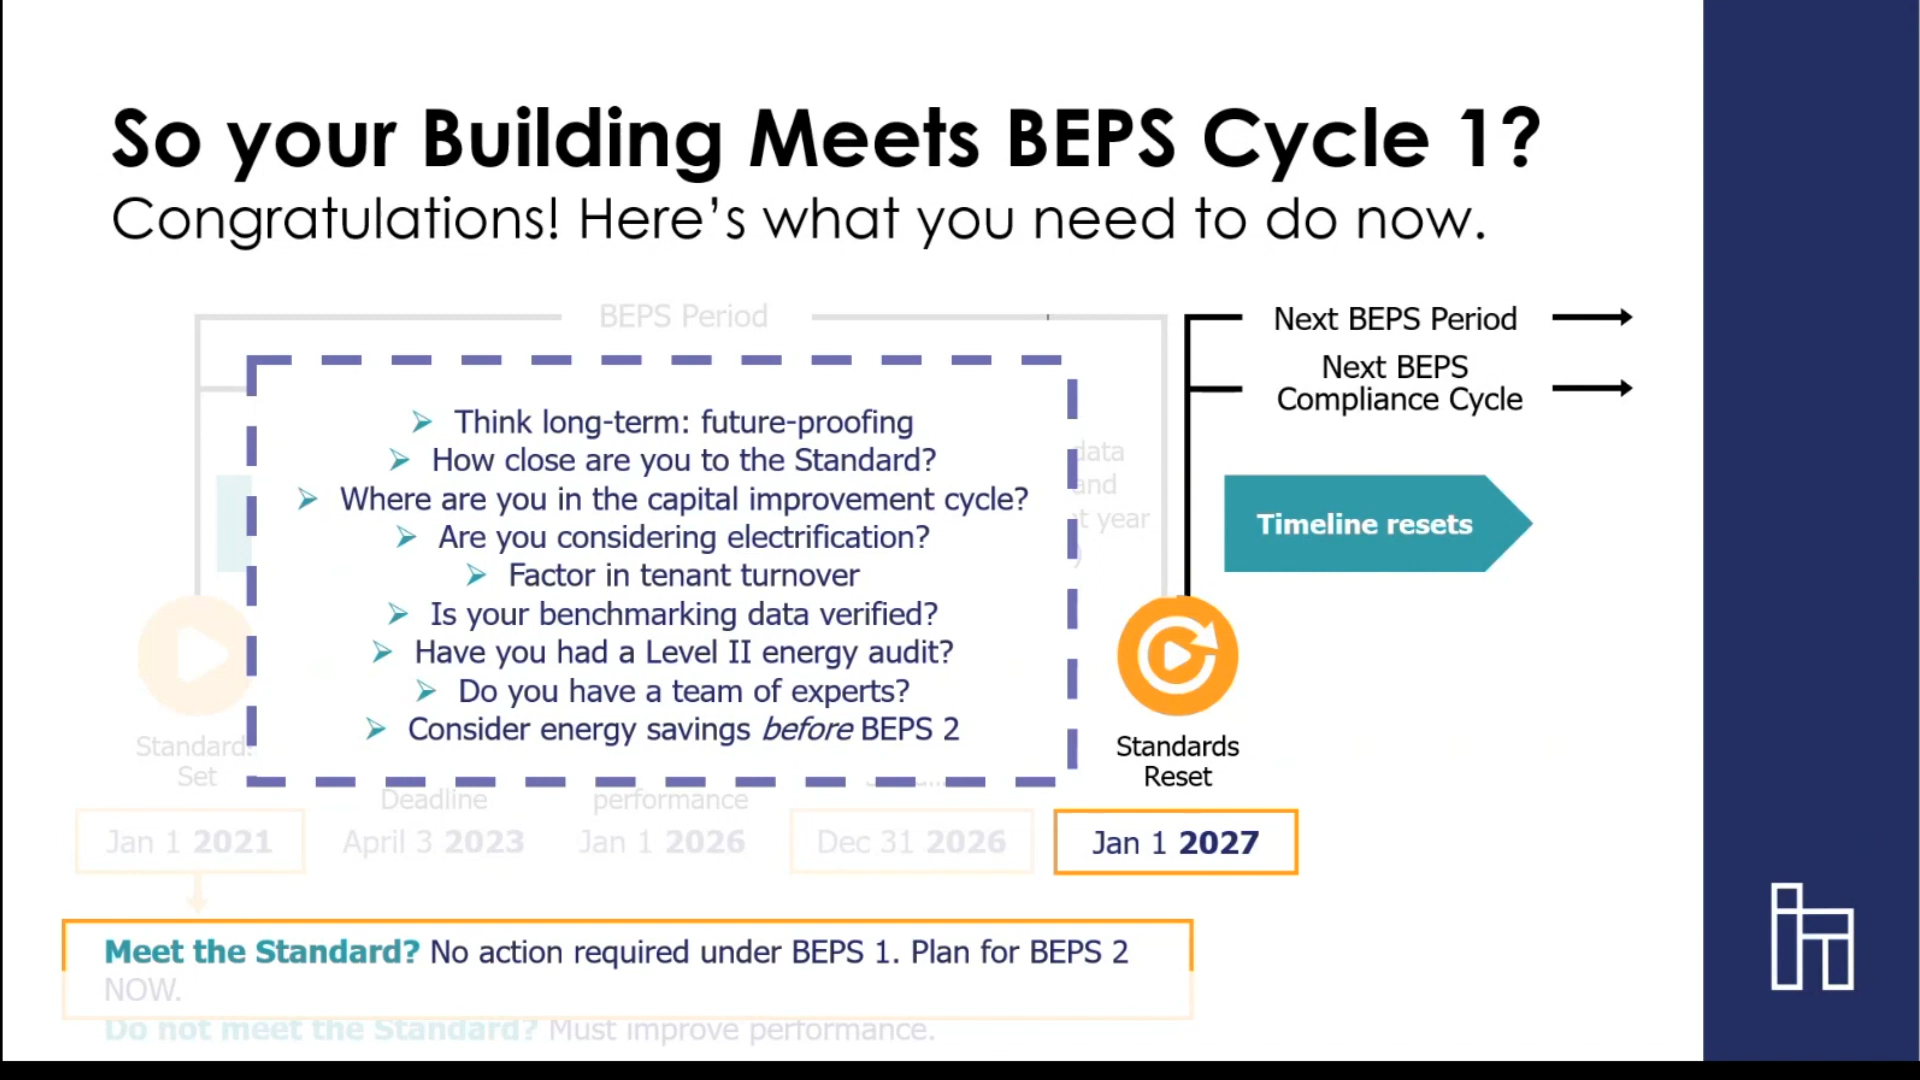 So your Building Meets BEPS Cycle 1?
Congratulations! Here's what you need to do now.
BEPS Period
Next BEPS Period
Next BEPS
Compliance Cycle
Think long-term: future-proofing
How close are you to the Standard?
Where are you in the capital improvement cycle?
Are you considering electrification?
Factor in tenant turnover
Is your benchmarking data verified?
Have you had a Level II energy audit?
Do you have a team of experts?
Consider energy savings before BEPS 2
data
and
year
Timeline resets
Standards
Set
Deadline
performance
Standards
Reset
Jan 1 2021
April 3 2023
Jan 1 2026
Dec 31 2026
Jan 1 2027
Meet the Standard? No action required under BEPS 1. Plan for BEPS 2
NOW.
Do not meet the Standard? Must improve performance.